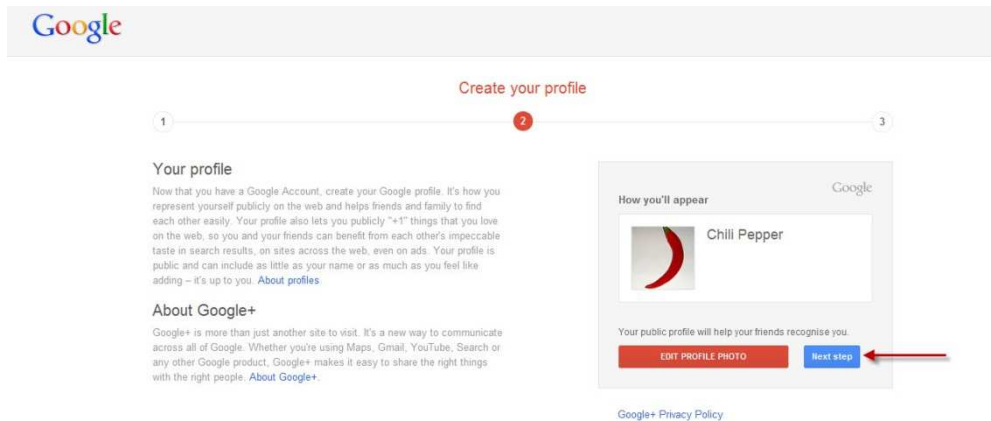 Google
Create your profile
1 2 3
Your profile
Now that you have a Google Account, create your Google profile. It's how you
represent yourself publicly on the web and helps friends and family to find
each other easily. Your profile also lets you publicly "+1" things that you love
on the web, so you and your friends can benefit from each other's impeccable
taste in search results, on sites across the web, even on ads. Your profile is
public and can include as little as your name or as much as you feel like
adding – it's up to you. About profiles
About Google+
Google+ is more than just another site to visit. It's a new way to communicate
across all of Google. Whether you're using Maps, Gmail, YouTube, Search or
any other Google product, Google+ makes it easy to share the right things
with the right people. About Google+.
Google
How you'll appear
Chili Pepper
Your public profile will help your friends recognise you.
EDIT PROFILE PHOTO Next step
Google+ Privacy Policy